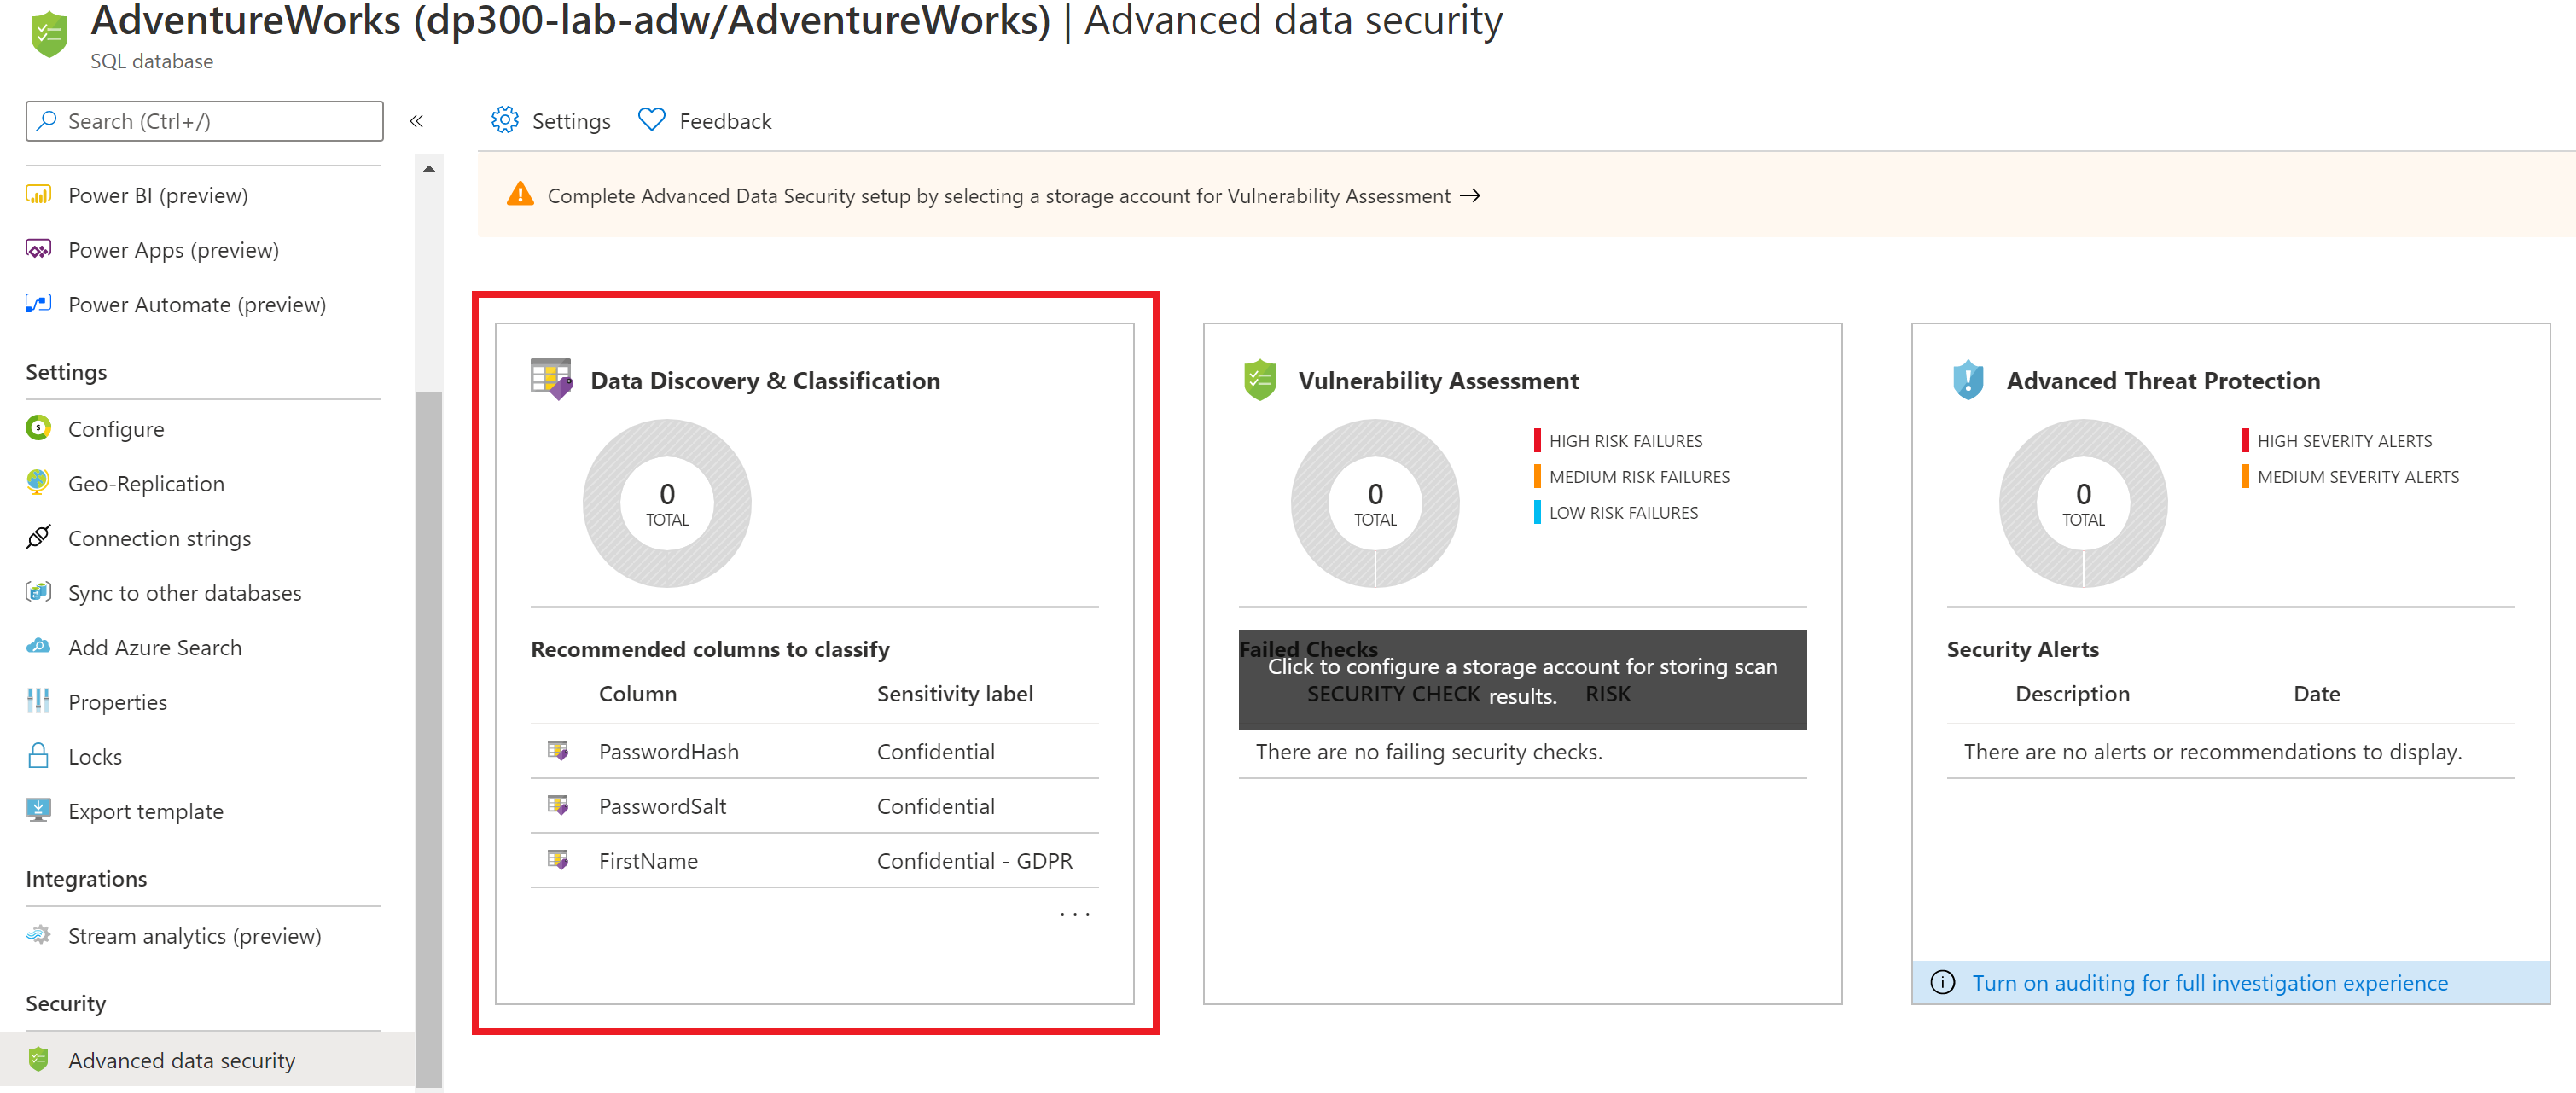 AdventureWorks (dp300-lab-adw/AdventureWorks) | Advanced data security
SQL database
Search (Ctrl+/)
«
Power BI (preview)
Power Apps (preview)
Power Automate (preview)
Settings
Configure
Geo-Replication
Connection strings
Sync to other databases
Add Azure Search
Properties
Locks
Export template
Integrations
Stream analytics (preview)
Security
Advanced data security
Settings
Feedback
Complete Advanced Data Security setup by selecting a storage account for Vulnerability Assessment →
Data Discovery & Classification
0
TOTAL
Recommended columns to classify
Column Sensitivity label
PasswordHash Confidential
PasswordSalt Confidential
FirstName Confidential - GDPR
. . .
Vulnerability Assessment
0
TOTAL
HIGH RISK FAILURES
MEDIUM RISK FAILURES
LOW RISK FAILURES
Failed Checks
Click to configure a storage account for storing scan
results.
SECURITY CHECK RISK
There are no failing security checks.
Advanced Threat Protection
0
TOTAL
HIGH SEVERITY ALERTS
MEDIUM SEVERITY ALERTS
Security Alerts
Description Date
There are no alerts or recommendations to display.
Turn on auditing for full investigation experience